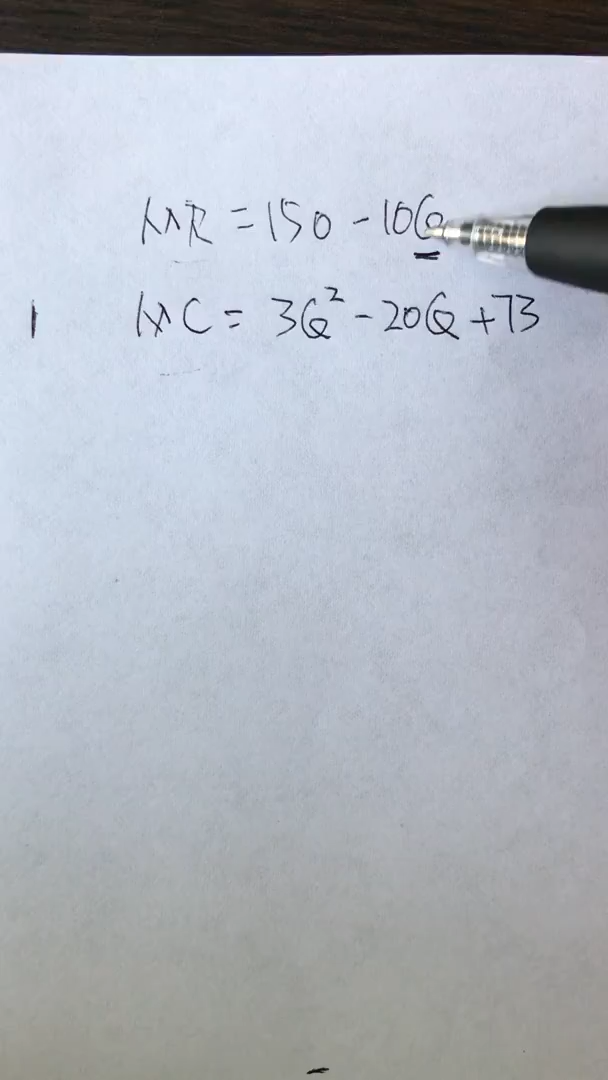 MR = 150 - 10Q
MC = 3Q² - 20Q + 73